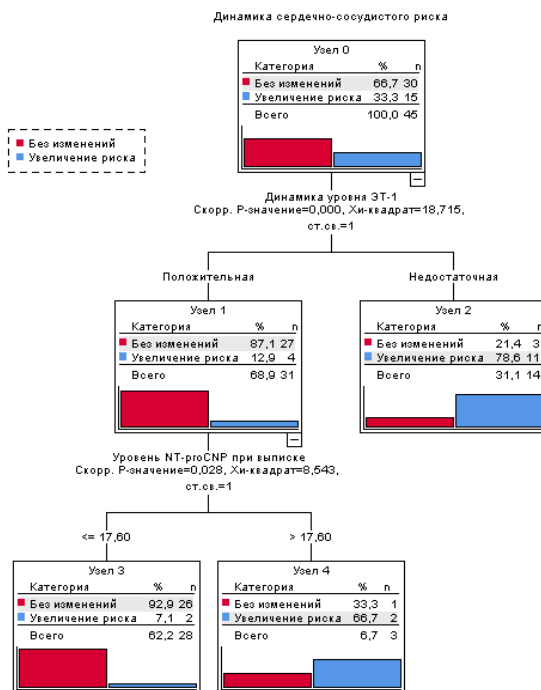 Динамика сердечно-сосудистого риска
Узел 0
Категория % n
Без изменений 66,7 30
Увеличение риска 33,3 15
Всего 100,0 45
Без изменений
Увеличение риска
Динамика уровня ЭТ-1
Скорр. P-значение=0,000, Хи-квадрат=18,715,
ст.св.=1
Положительная
Недостаточная
Узел 1
Категория % n
Без изменений 87,1 27
Увеличение риска 12,9 4
Всего 68,9 31
Узел 2
Категория % n
Без изменений 21,4 3
Увеличение риска 78,6 11
Всего 31,1 14
Уровень NT-proCNP при выписке
Скорр. P-значение=0,028, Хи-квадрат=8,543,
ст.св.=1
<= 17,60
> 17,60
Узел 3
Категория % n
Без изменений 92,9 26
Увеличение риска 7,1 2
Всего 62,2 28
Узел 4
Категория % n
Без изменений 33,3 1
Увеличение риска 66,7 2
Всего 6,7 3